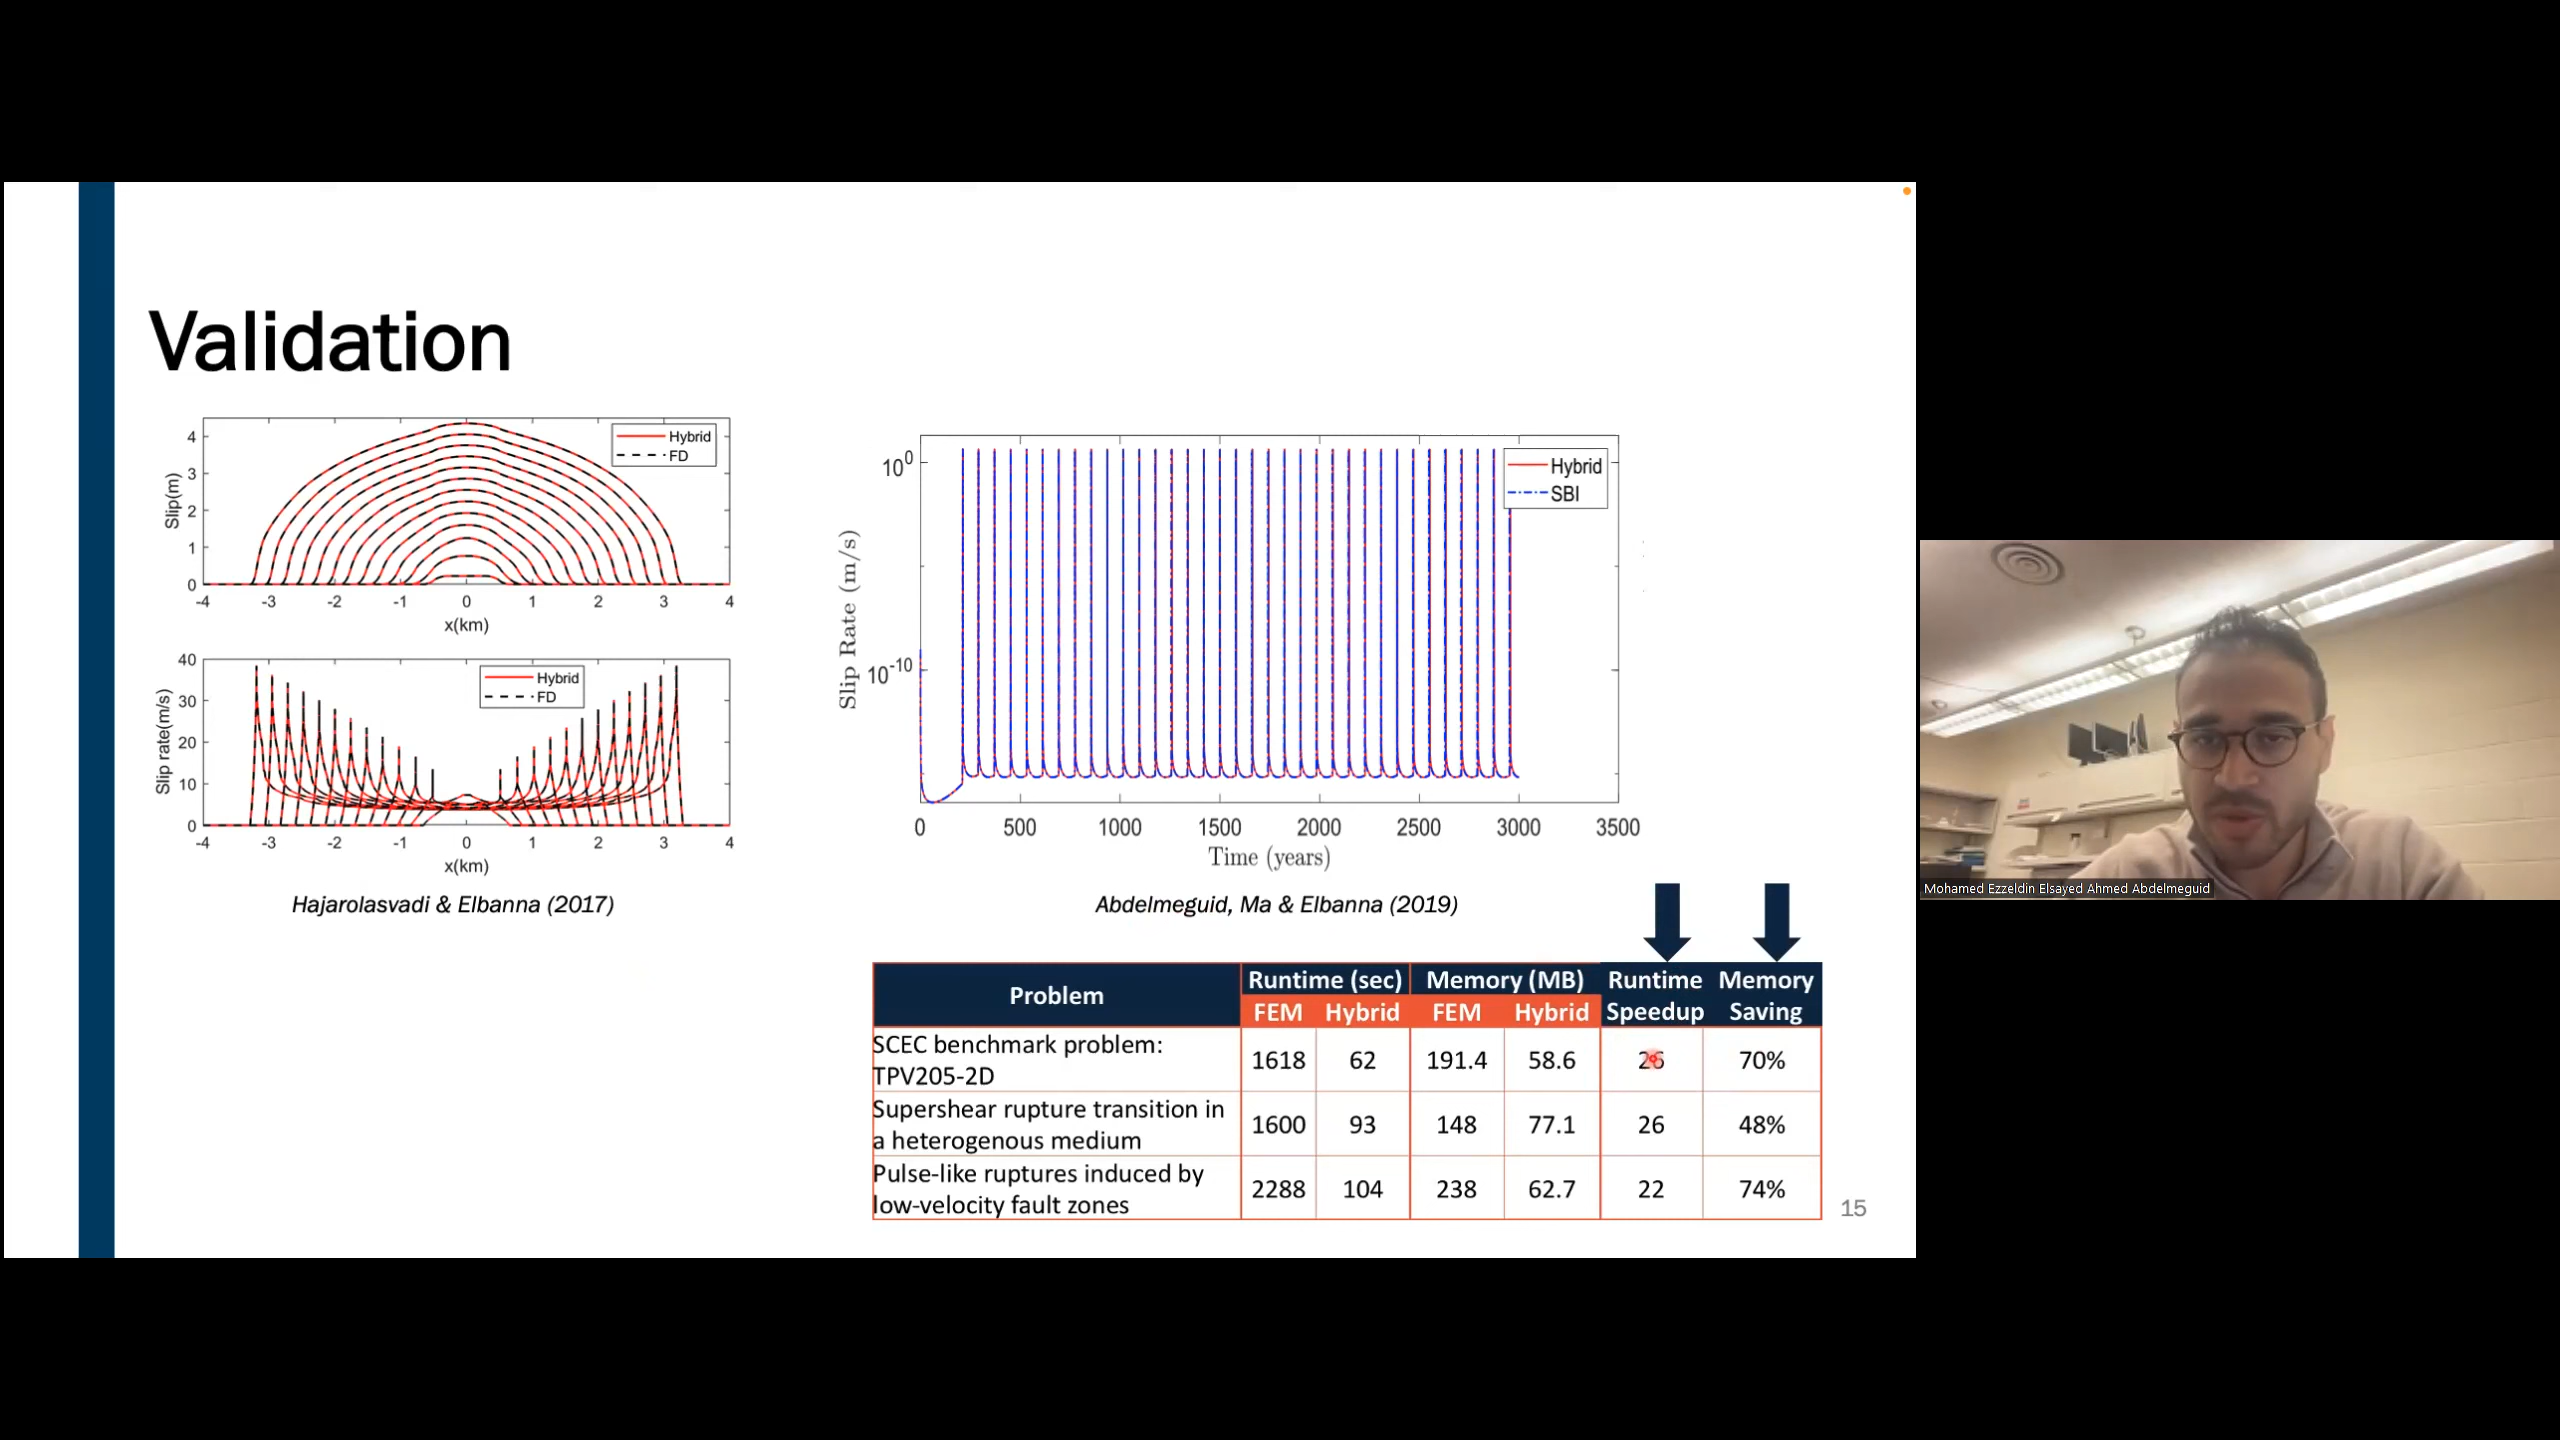 Validation
Hybrid
FD
4
3
2
1
0
Slip(m)
-4 -3 -2 -1 0 1 2 3 4
x(km)
Hybrid
FD
40
30
20
10
0
Slip rate(m/s)
-4 -3 -2 -1 0 1 2 3 4
x(km)
Hajarolasvadi & Elbanna (2017)
Hybrid
SBI
10^0
10^-10
Slip Rate (m/s)
0 500 1000 1500 2000 2500 3000 3500
Time (years)
Abdelmeguid, Ma & Elbanna (2019)
Problem Runtime (sec) Memory (MB) Runtime Speedup Memory Saving
FEM Hybrid FEM Hybrid
SCEC benchmark problem:
TPV205-2D
1618 62 191.4 58.6 26 70%
Supershear rupture transition in
a heterogenous medium
1600 93 148 77.1 26 48%
Pulse-like ruptures induced by
low-velocity fault zones
2288 104 238 62.7 22 74%
15
Mohamed Ezzeldin Elsayed Ahmed Abdelmeguid